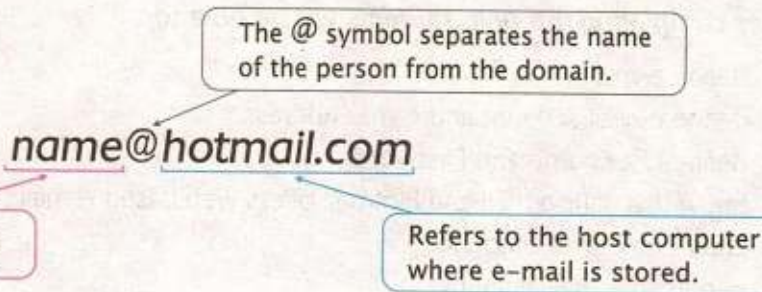 The @ symbol separates the name
of the person from the domain.
name@hotmail.com
Refers to the host computer
where e-mail is stored.